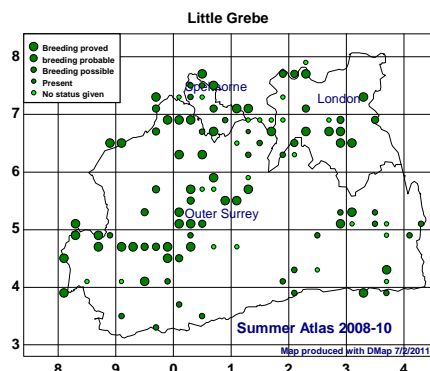 Little Grebe
Breeding proved
breeding probable
Breeding possible
Present
No status given
Spelthorne
London
Outer Surrey
Summer Atlas 2008-10
Map produced with DMap 7/2/2011
8
7
6
5
4
3
8 9 0 1 2 3 4